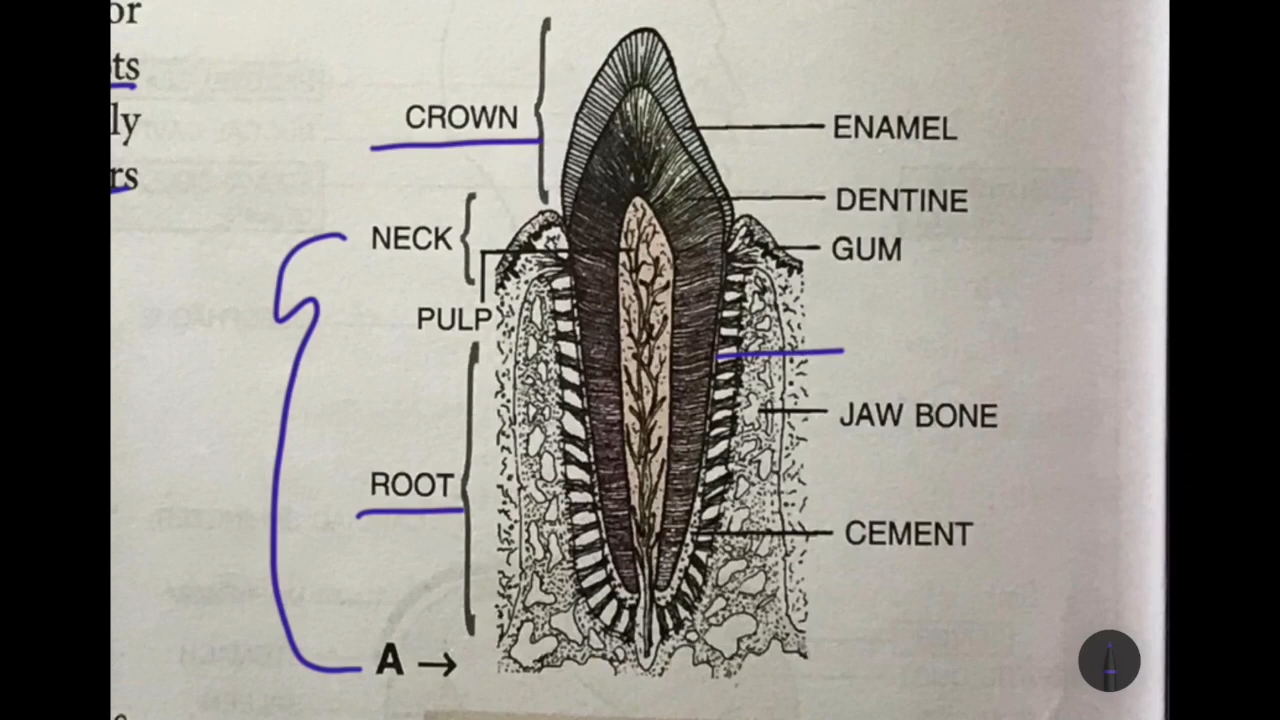 or
ts
ly
rs
CROWN
ENAMEL
DENTINE
NECK
GUM
PULP
JAW BONE
ROOT
CEMENT
A →